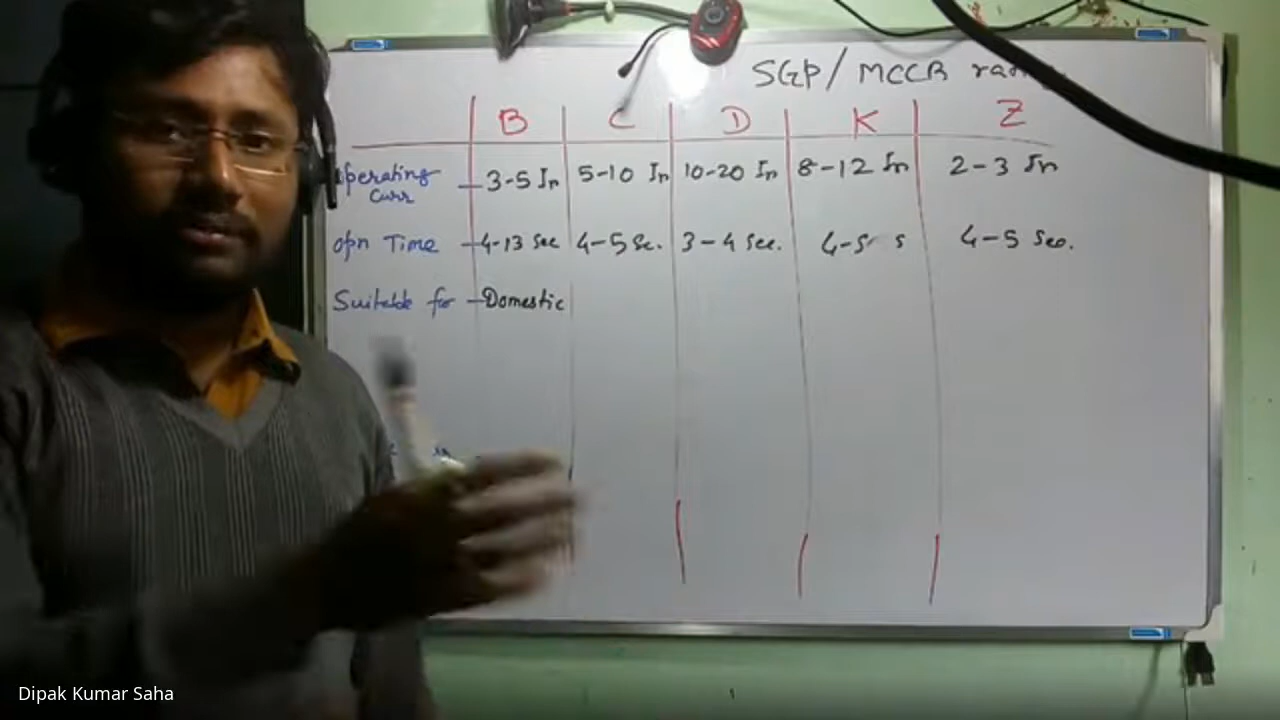 SGP/MCCB
B C D K Z
operating 3-5 In 5-10 In 10-20 In 8-12 In 2-3 In
Curr
opn Time 4-13 Sec 4-5 Sec. 3-4 Sec. 4-5 s 4-5 Sec.
Suitable for Domestic
Dipak Kumar Saha